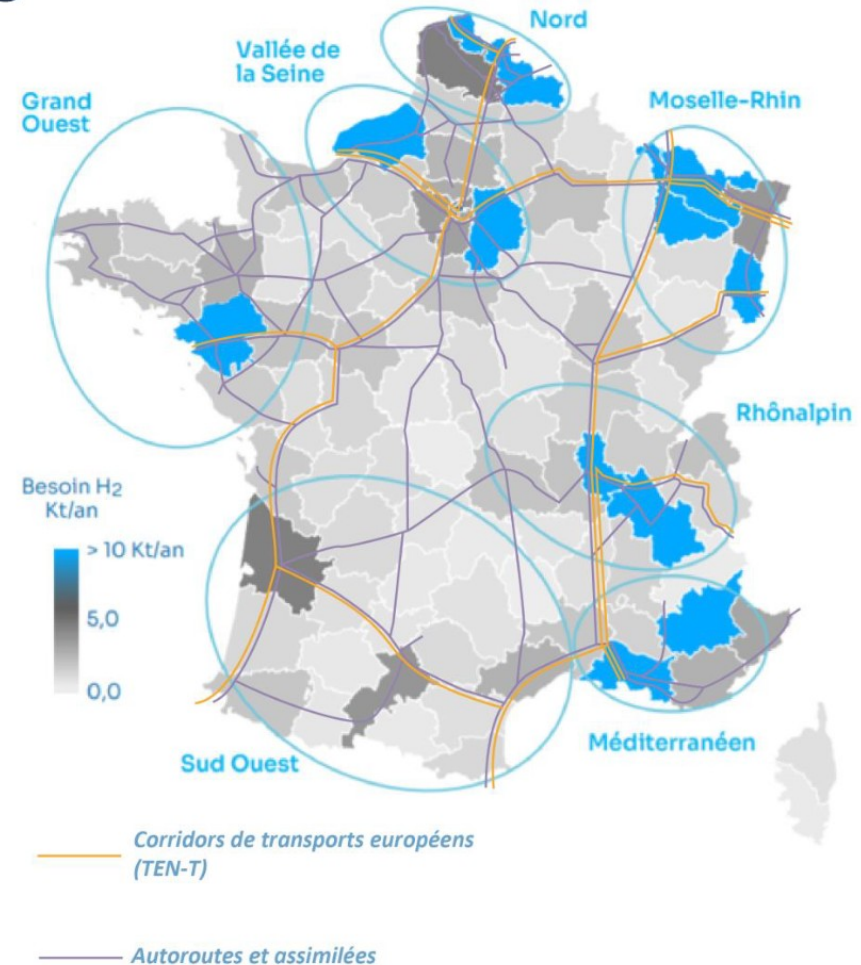 Nord
Vallée de
la Seine
Grand
Ouest
Moselle-Rhin
Rhônalpin
Besoin H2
Kt/an
> 10 Kt/an
5,0
0,0
Méditerranéen
Sud Ouest
Corridors de transports européens
(TEN-T)
Autoroutes et assimilées